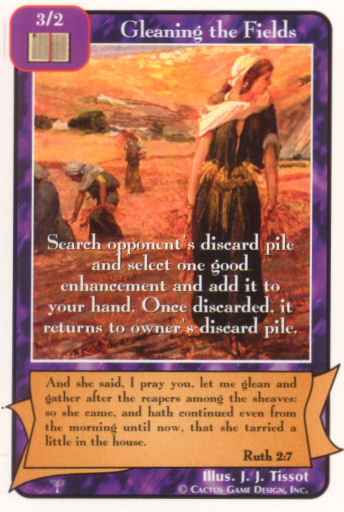 3/2
Gleaning the Fields
Search opponent's discard pile
and select one good
enhancement and add it to
your hand. Once discarded, it
returns to owner's discard pile.
And she said, I pray you, let me glean and
gather after the reapers among the sheaves:
so she came, and hath continued even from
the morning until now, that she tarried a
little in the house.
Ruth 2:7
Illus. J. J. Tissot
© Cactus Game Design, Inc.